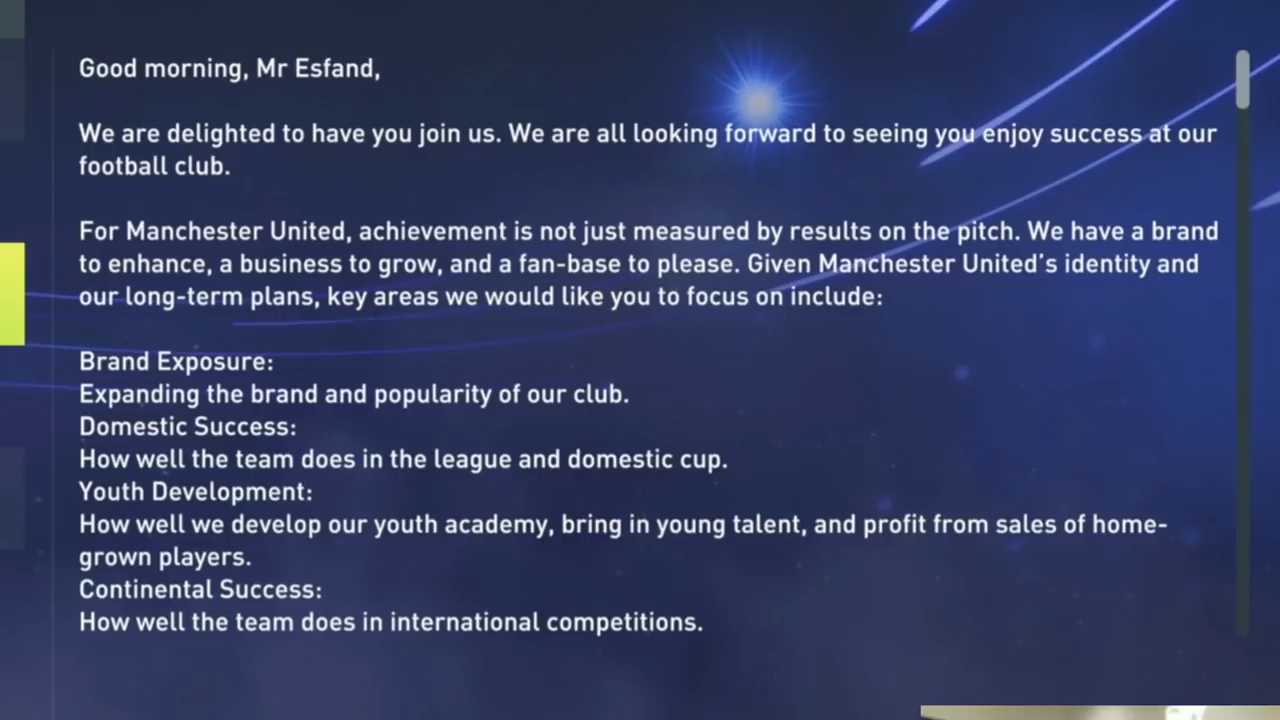 Good morning, Mr Esfand,
We are delighted to have you join us. We are all looking forward to seeing you enjoy success at our
football club.
For Manchester United, achievement is not just measured by results on the pitch. We have a brand
to enhance, a business to grow, and a fan-base to please. Given Manchester United's identity and
our long-term plans, key areas we would like you to focus on include:
Brand Exposure:
Expanding the brand and popularity of our club.
Domestic Success:
How well the team does in the league and domestic cup.
Youth Development:
How well we develop our youth academy, bring in young talent, and profit from sales of home-
grown players.
Continental Success:
How well the team does in international competitions.